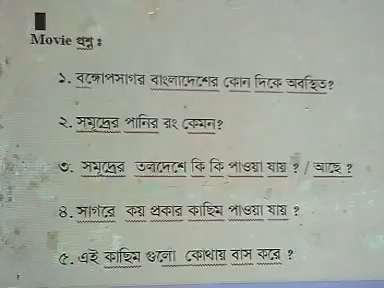 Movie প্রশ্ন ঃ
১. বঙ্গোপসাগর বাংলাদেশের কোন দিকে অবস্থিত?
২. সমূদ্রের পানির রং কেমন?
৩. সমূদ্রের তলদেশে কি কি পাওয়া যায় ? / আছে ?
৪. সাগরে কয় প্রকার কাছিম পাওয়া যায় ?
৫. এই কাছিম গুলো কোথায় বাস করে ?